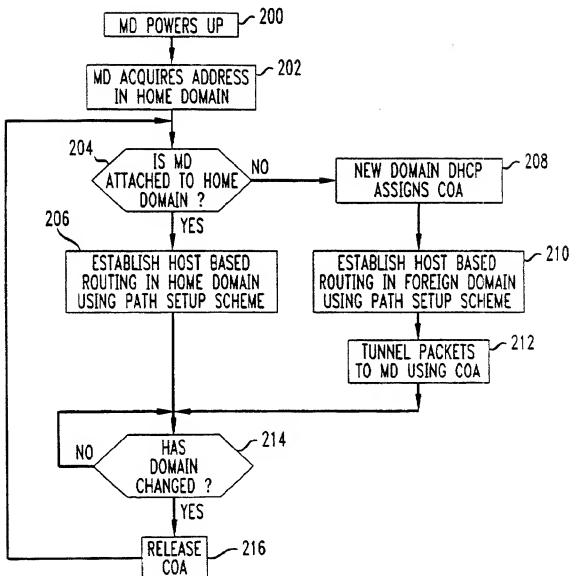 MD POWERS UP
200
MD ACQUIRES ADDRESS
IN HOME DOMAIN
202
204
IS MD
ATTACHED TO HOME
DOMAIN ?
NO
YES
NEW DOMAIN DHCP
ASSIGNS COA
208
206
ESTABLISH HOST BASED
ROUTING IN HOME DOMAIN
USING PATH SETUP SCHEME
ESTABLISH HOST BASED
ROUTING IN FOREIGN DOMAIN
USING PATH SETUP SCHEME
210
TUNNEL PACKETS
TO MD USING COA
212
NO
HAS
DOMAIN
CHANGED ?
214
YES
RELEASE
COA
216